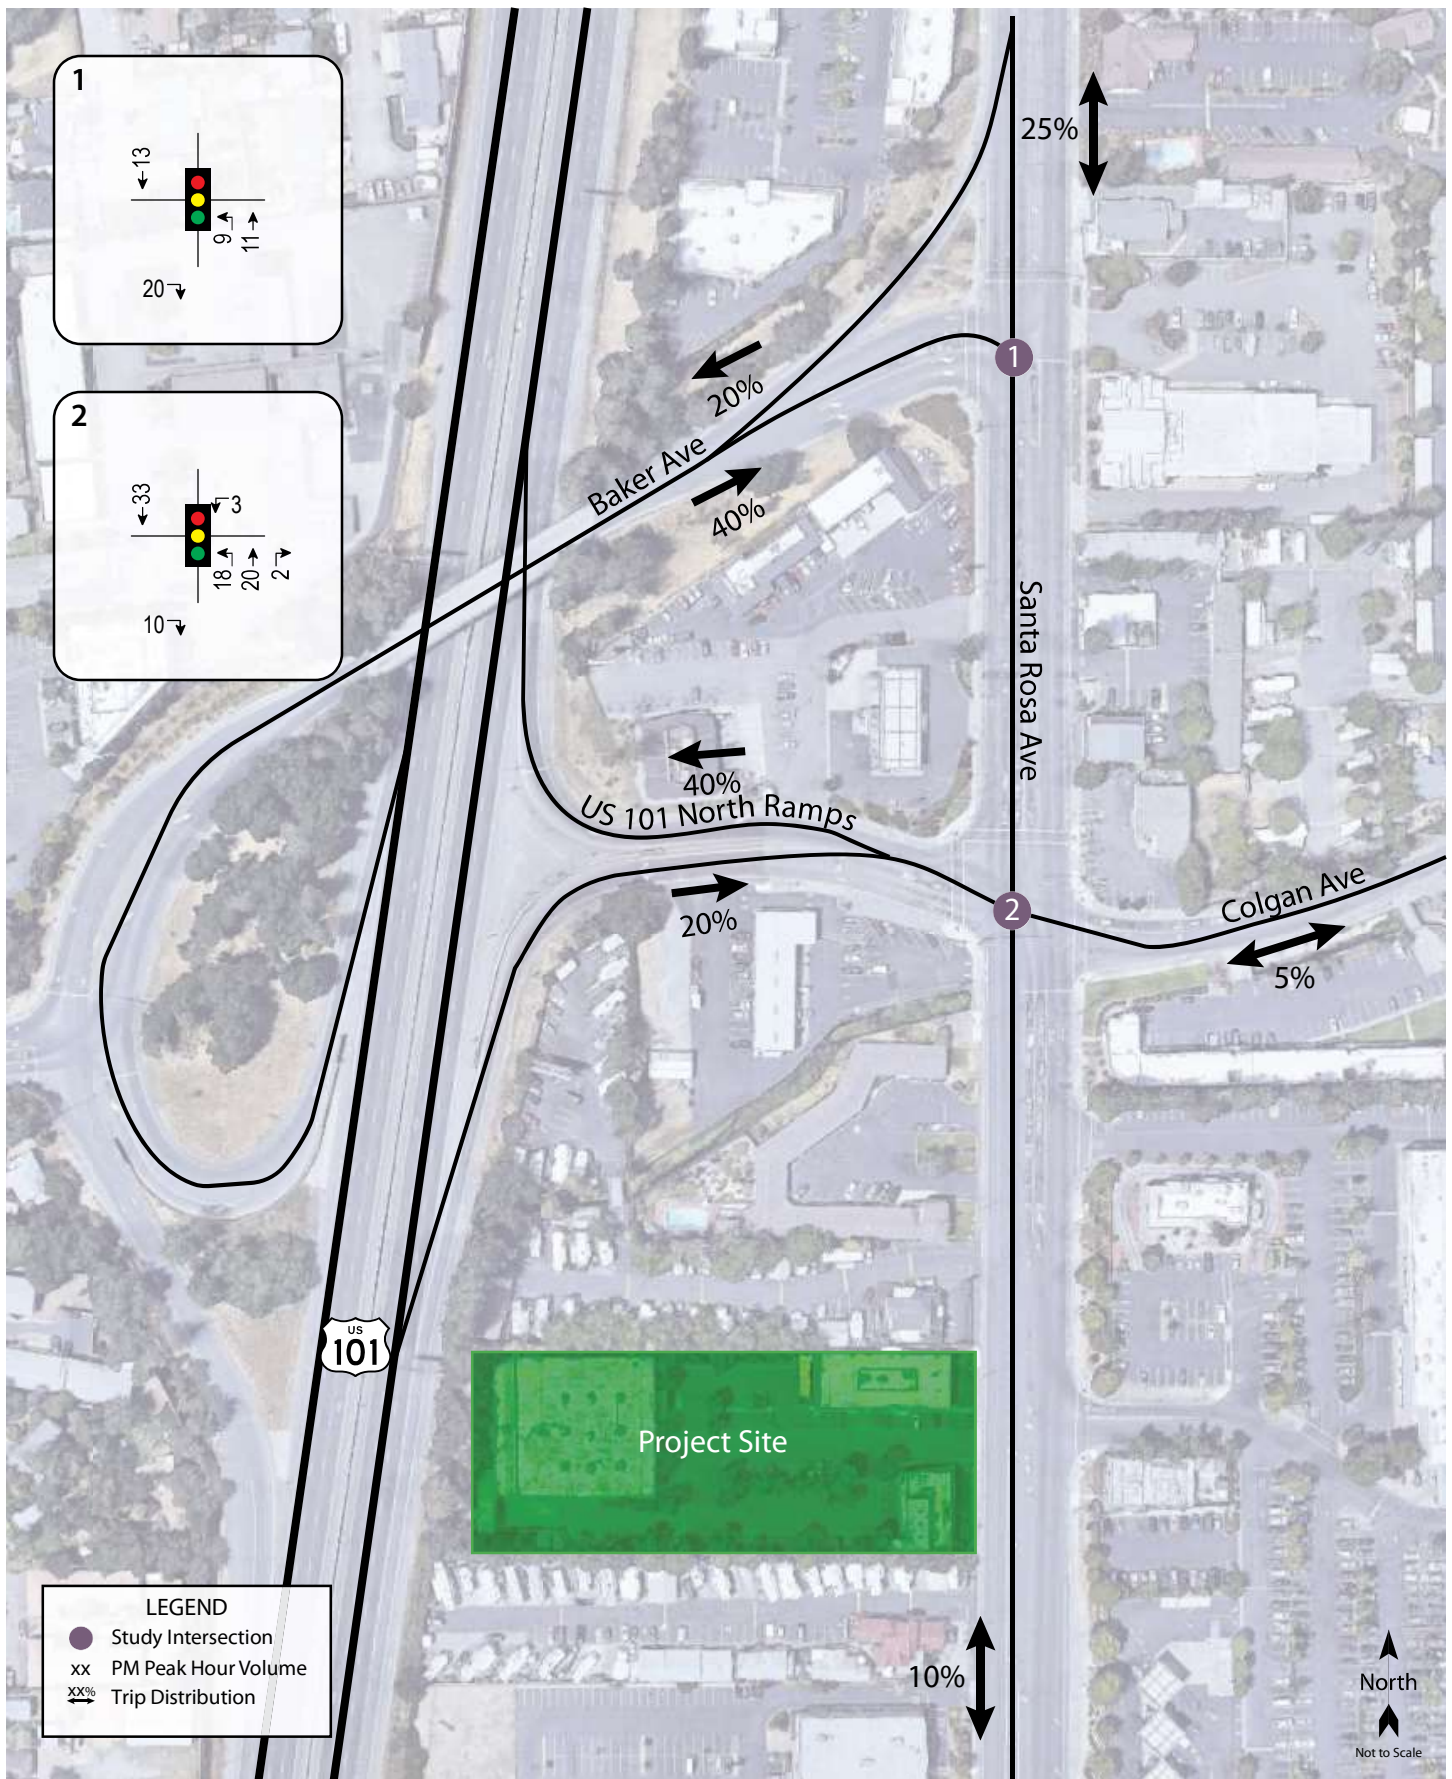 1
13
9
11
20
2
33
3
18
20
2
10
25%
1
20%
Baker Ave
40%
Santa Rosa Ave
40%
US 101 North Ramps
20%
2
Colgan Ave
5%
US
101
Project Site
10%
LEGEND
Study Intersection
xx PM Peak Hour Volume
XX% Trip Distribution
North
Not to Scale